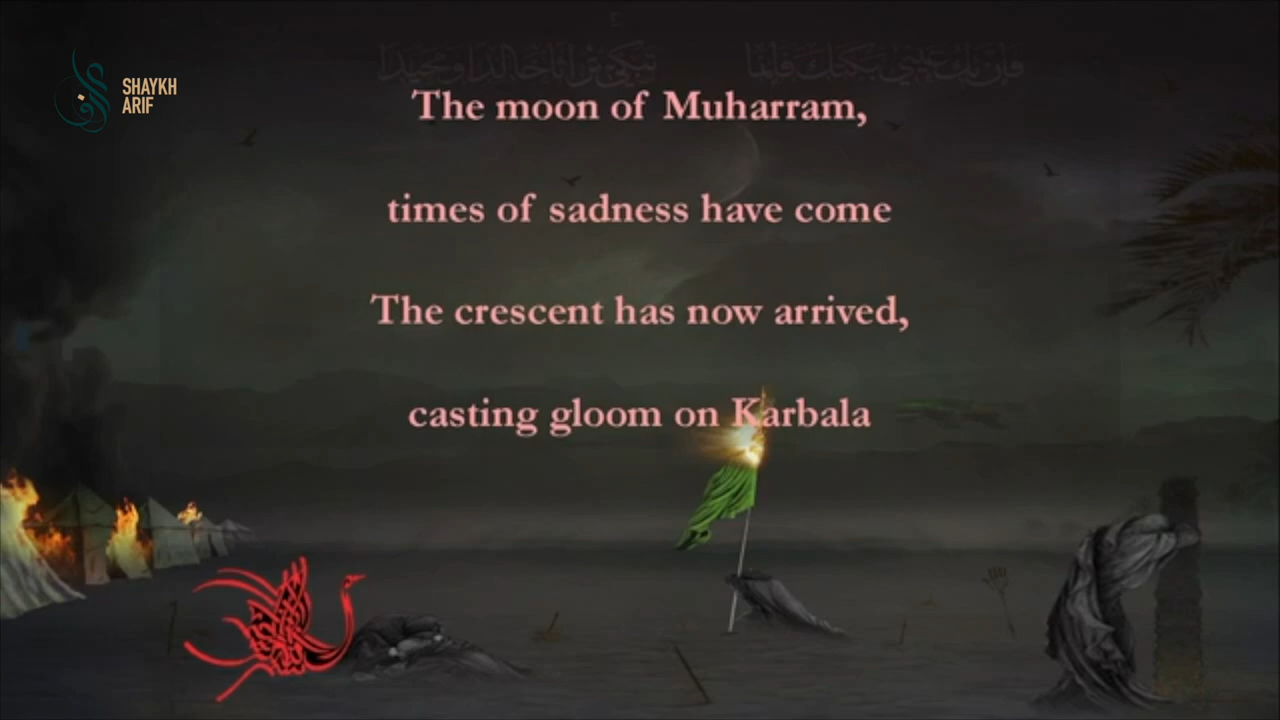 SHAYKH
ARIF
The moon of Muharram,
times of sadness have come
The crescent has now arrived,
casting gloom on Karbala